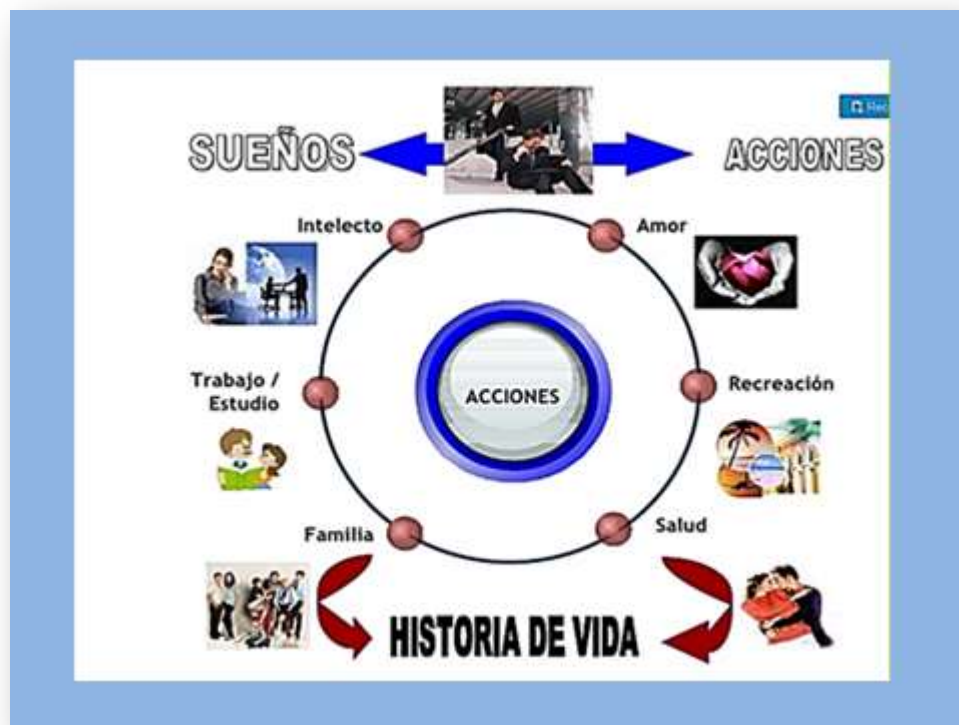 SUEÑOS
ACCIONES
Intelecto
Amor
ACCIONES
Trabajo /
Estudio
Recreación
Familia
Salud
HISTORIA DE VIDA